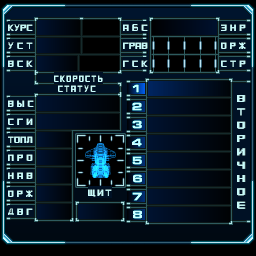 КУРС АБС ЭНР
УСТ ГРАВ ОРЖ
ВСК ГСК СТР
СКОРОСТЬ
СТАТУС
ВЫС
СГИ
ТОПЛ
ПРО
НАВ
ОРЖ
ДВГ
ЩИТ
1
2
3
4
5
6
7
8
ВТОРИЧНОЕ